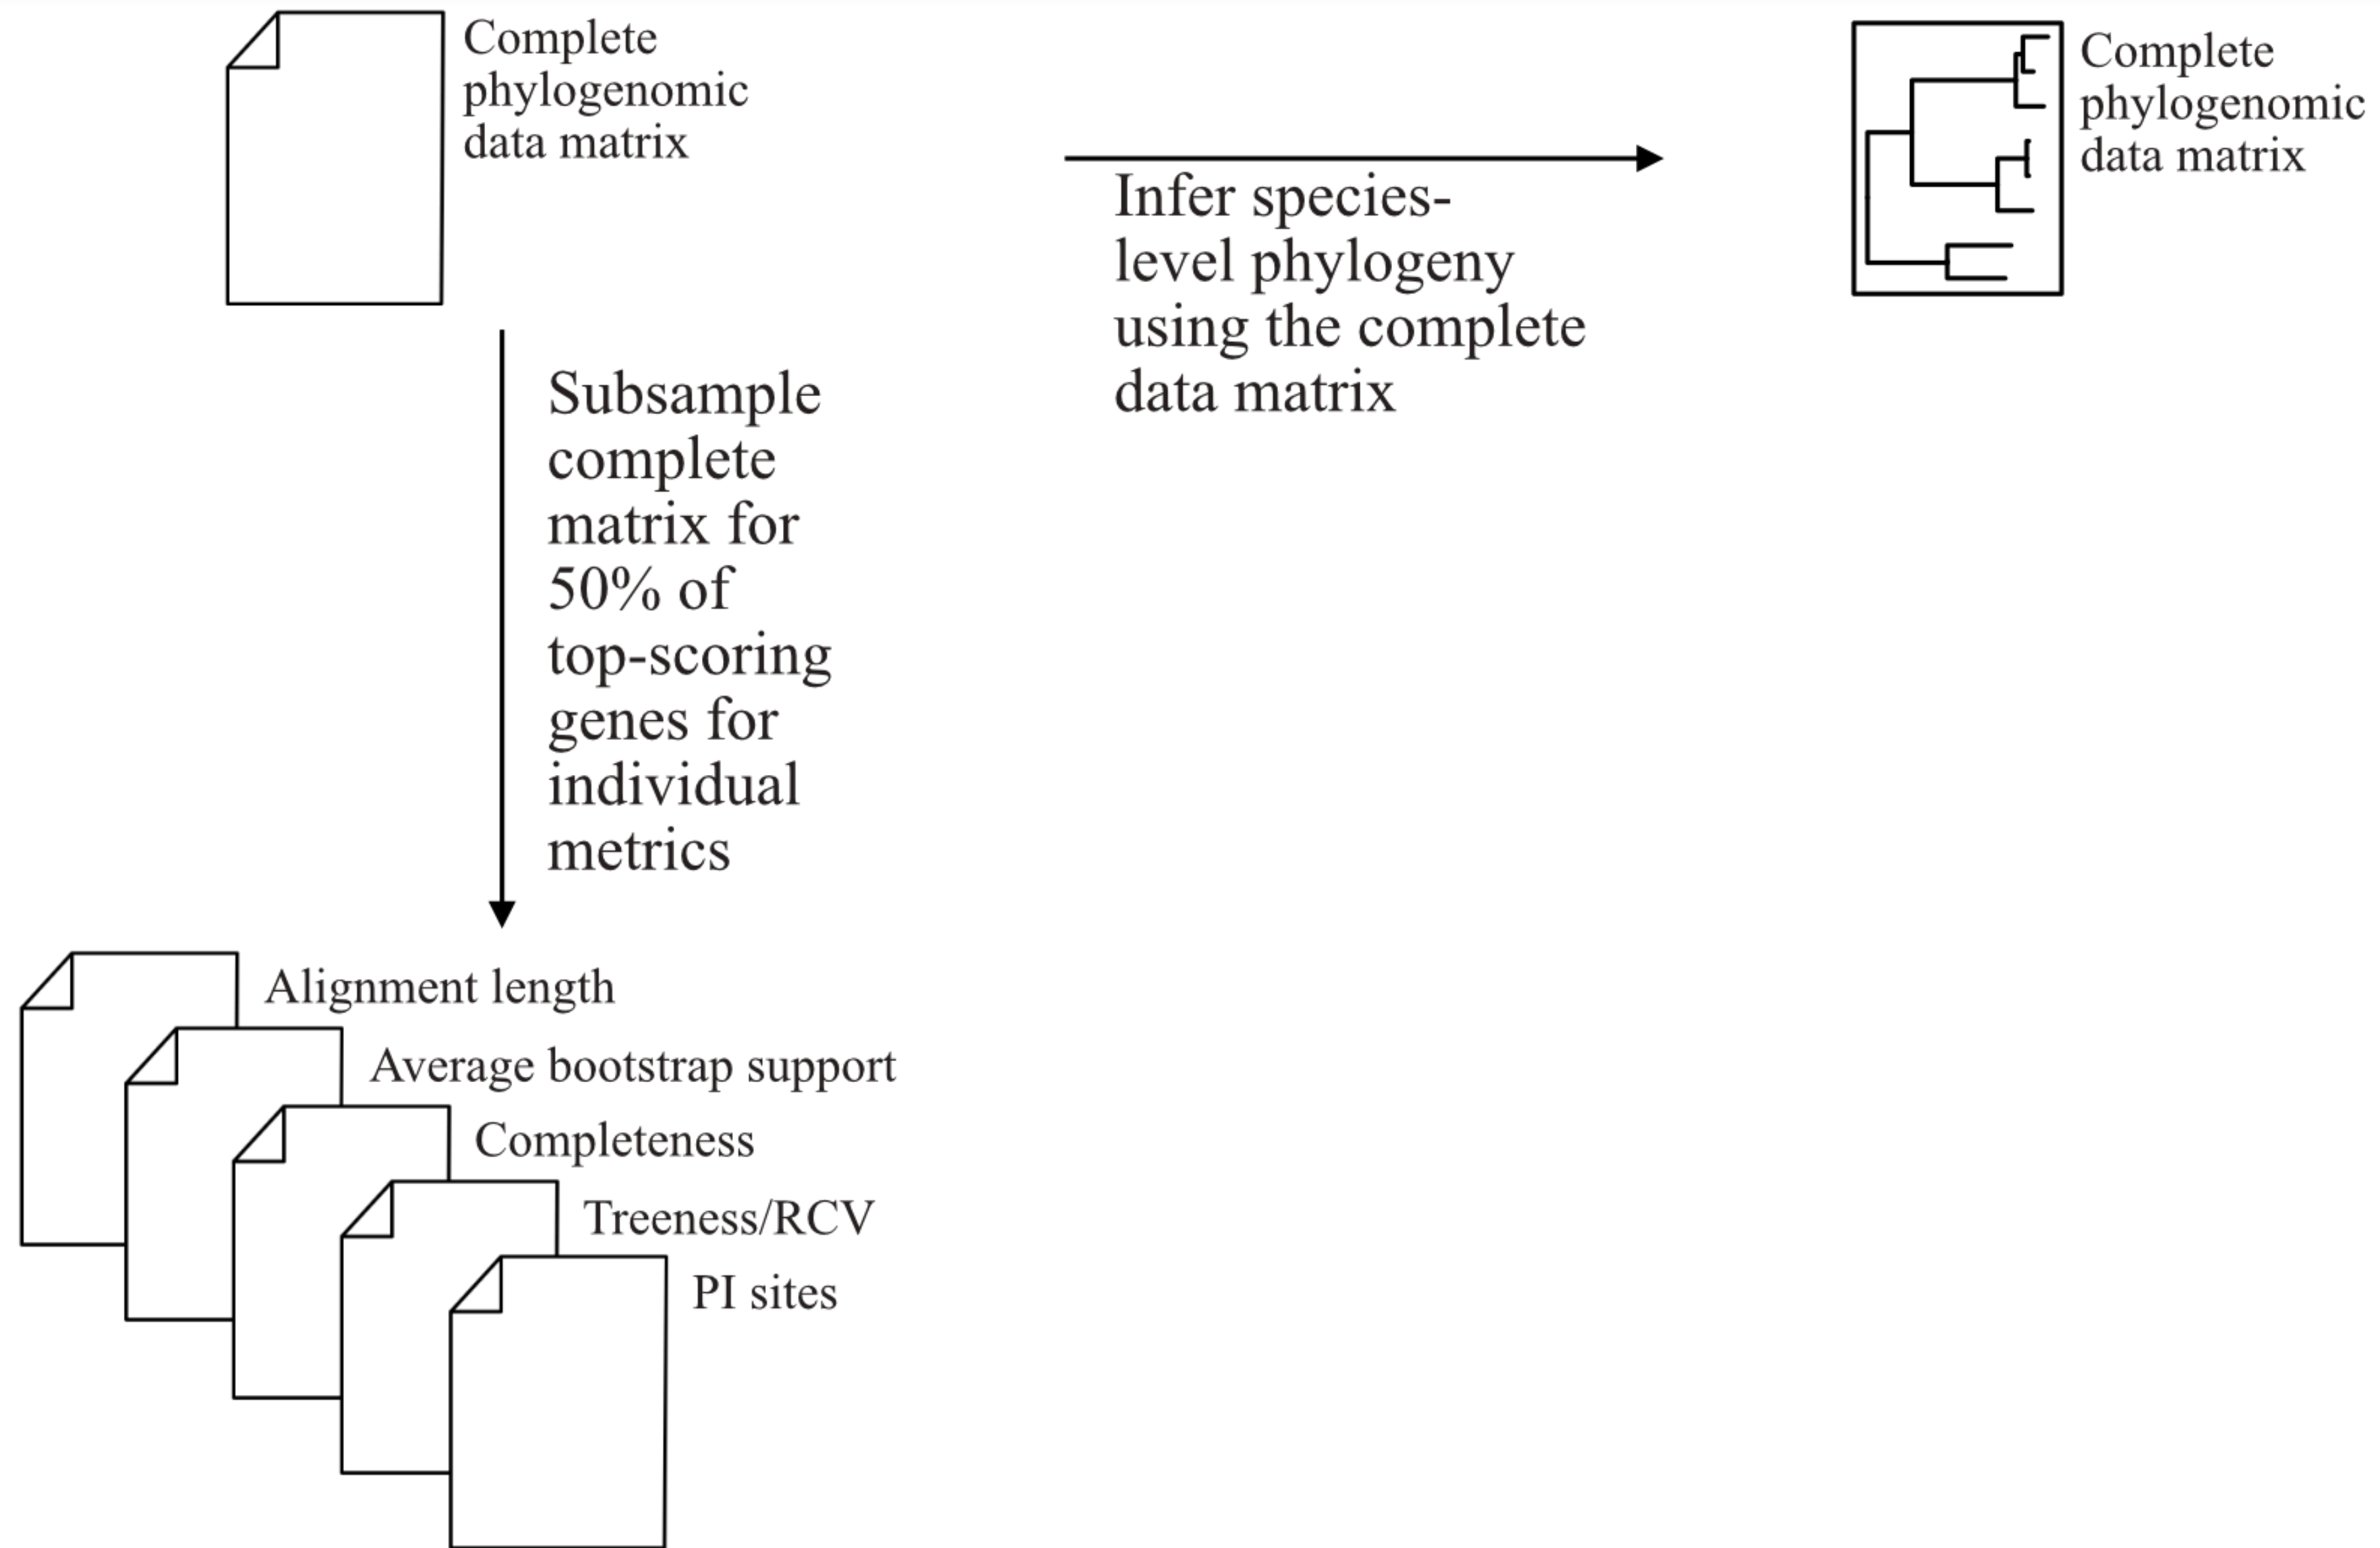 Complete
phylogenomic
data matrix
Infer species-
level phylogeny
using the complete
data matrix
Complete
phylogenomic
data matrix
Subsample
complete
matrix for
50% of
top-scoring
genes for
individual
metrics
Alignment length
Average bootstrap support
Completeness
Treeness/RCV
PI sites